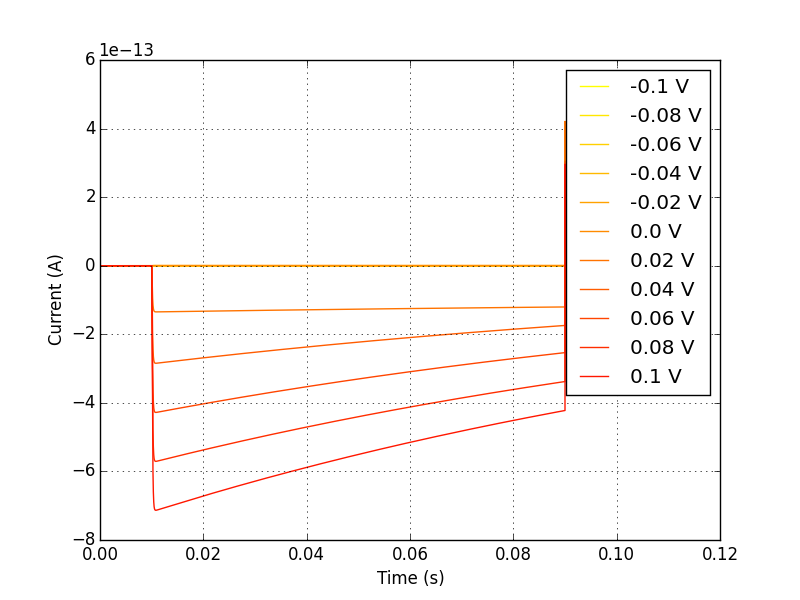 1e−13
6
4
2
0
−2
−4
−6
−8
Current (A)
0.00 0.02 0.04 0.06 0.08 0.10 0.12
Time (s)
-0.1 V
-0.08 V
-0.06 V
-0.04 V
-0.02 V
0.0 V
0.02 V
0.04 V
0.06 V
0.08 V
0.1 V